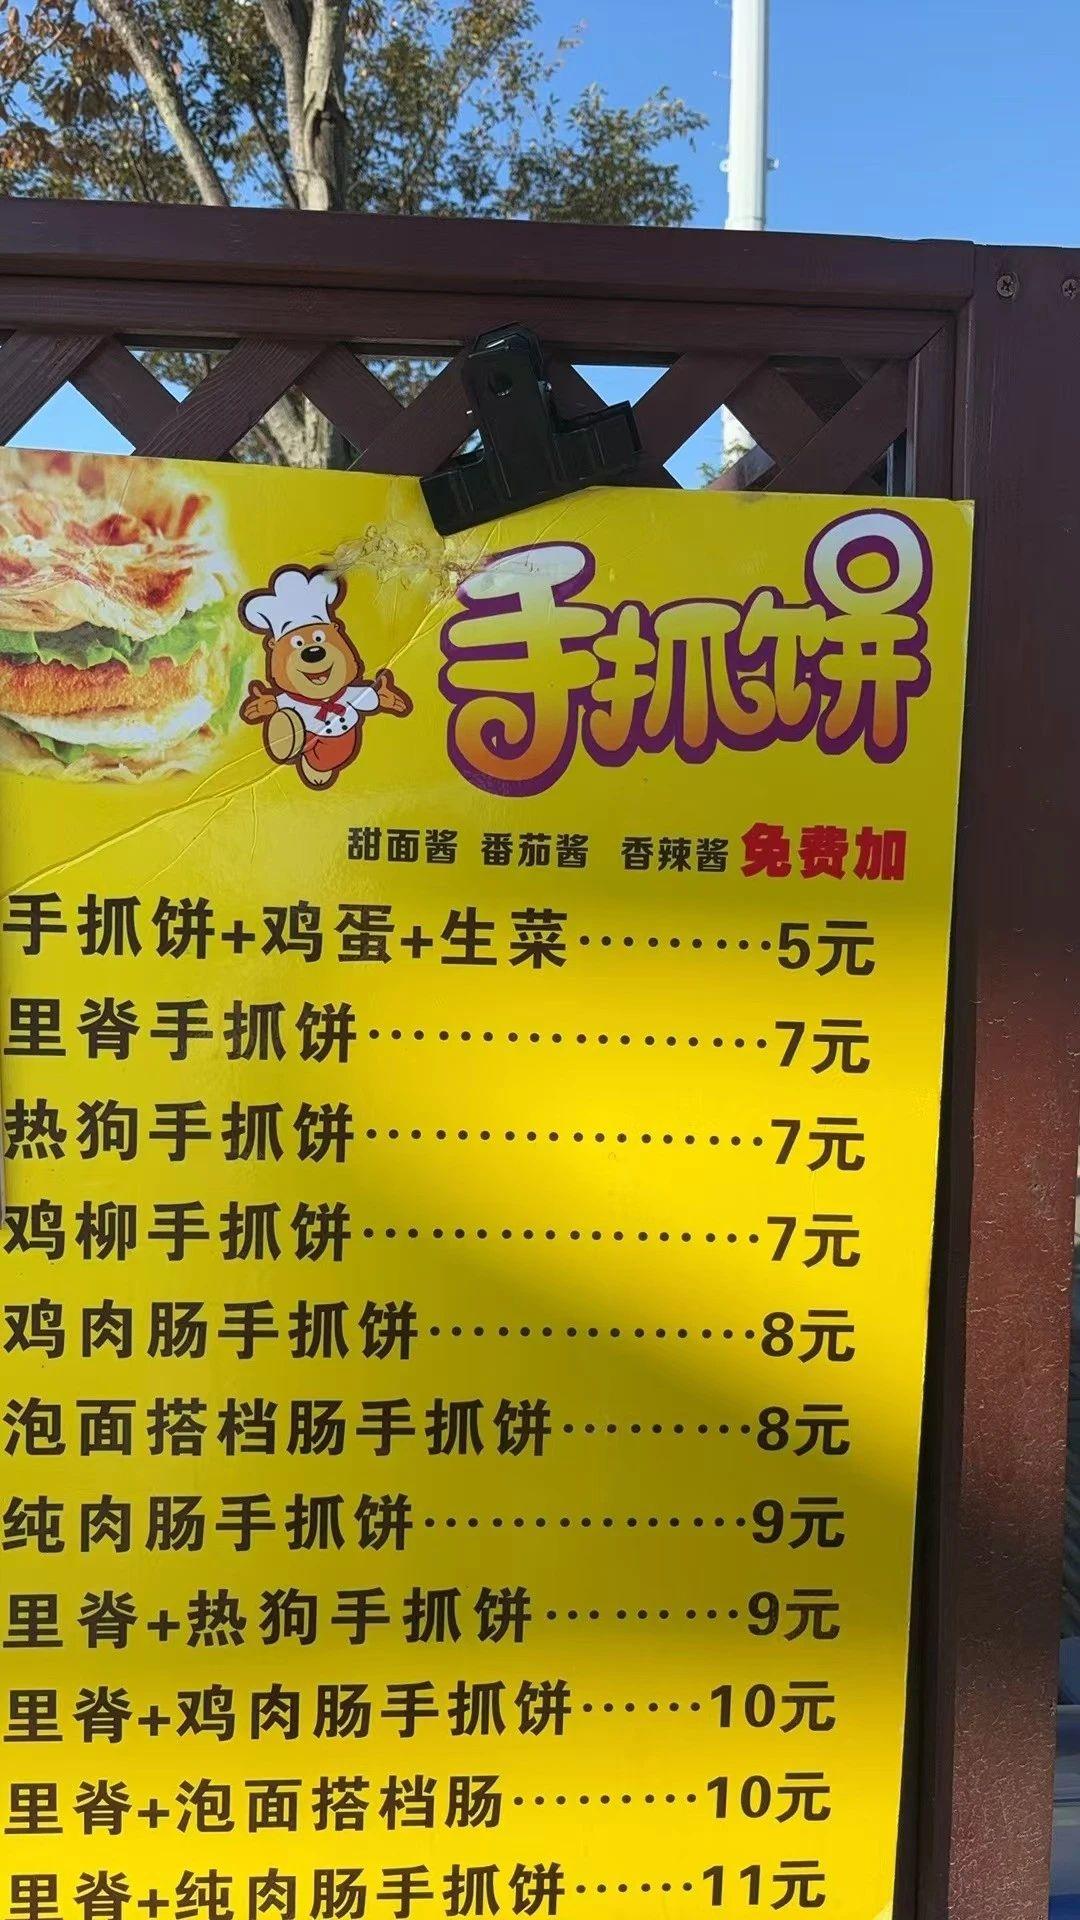 手抓饼
甜面酱 番茄酱 香辣酱 免费加
手抓饼+鸡蛋+生菜………5元
里脊手抓饼………………7元
热狗手抓饼………………7元
鸡柳手抓饼………………7元
鸡肉肠手抓饼……………8元
泡面搭档肠手抓饼………8元
纯肉肠手抓饼……………9元
里脊+热狗手抓饼………9元
里脊+鸡肉肠手抓饼……10元
里脊+泡面搭档肠………10元
里脊+纯肉肠手抓饼……11元